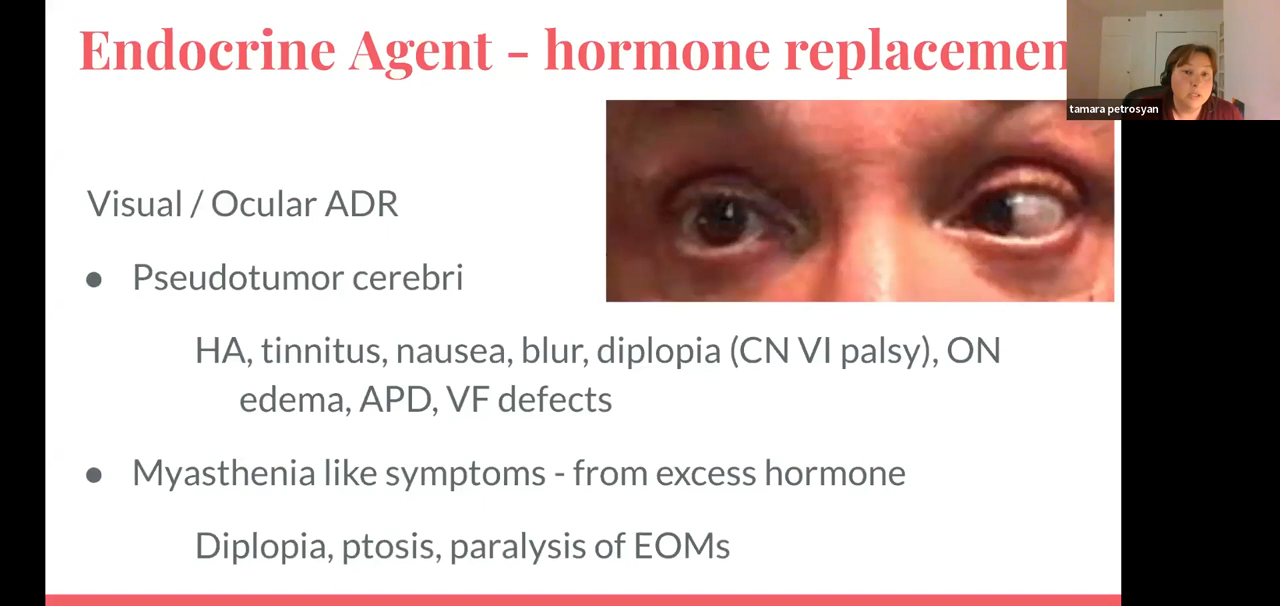 Endocrine Agent - hormone replacemen
tamara petrosyan
Visual / Ocular ADR
● Pseudotumor cerebri
HA, tinnitus, nausea, blur, diplopia (CN VI palsy), ON
edema, APD, VF defects
● Myasthenia like symptoms - from excess hormone
Diplopia, ptosis, paralysis of EOMs